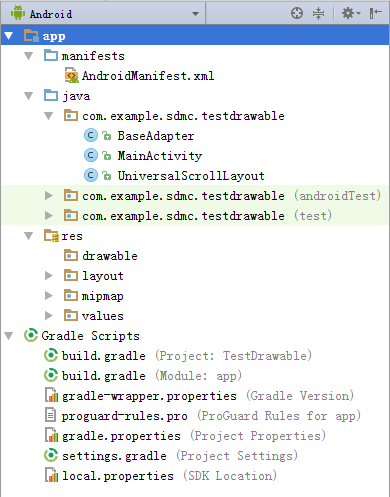 Android
app
manifests
AndroidManifest.xml
java
com.example.sdmc.testdrawable
C BaseAdapter
C MainActivity
C UniversalScrollLayout
com.example.sdmc.testdrawable (androidTest)
com.example.sdmc.testdrawable (test)
res
drawable
layout
mipmap
values
Gradle Scripts
build.gradle (Project: TestDrawable)
build.gradle (Module: app)
gradle-wrapper.properties (Gradle Version)
proguard-rules.pro (ProGuard Rules for app)
gradle.properties (Project Properties)
settings.gradle (Project Settings)
local.properties (SDK Location)